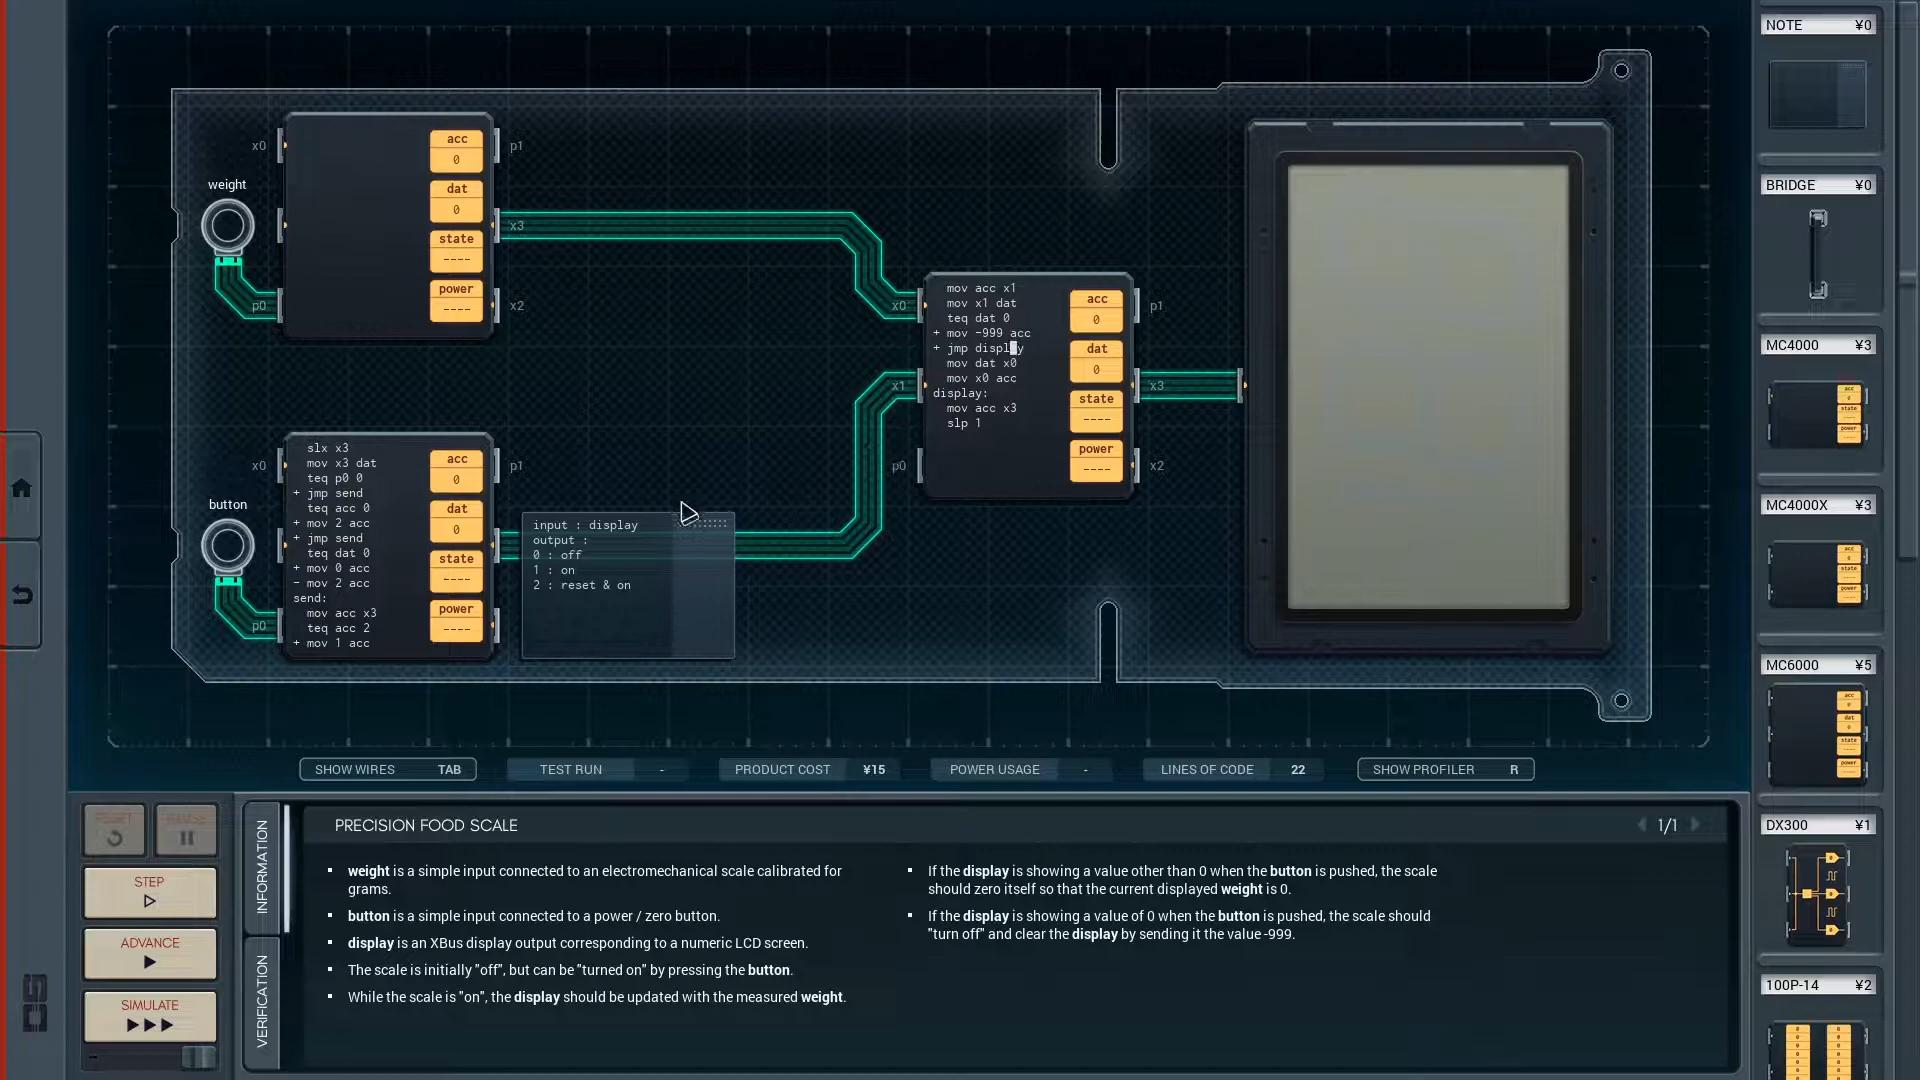 weight
x0
p0
acc
0
dat
0
state
----
power
----
p1
x3
x2
button
x0
p0
slx x3
mov x3 dat
teq p0 0
+ jmp send
teq acc 0
+ mov 2 acc
+ jmp send
teq dat 0
+ mov 0 acc
- mov 2 acc
send:
mov acc x3
teq acc 2
+ mov 1 acc
acc
0
dat
0
state
----
power
----
p1
input : display
output :
0 : off
1 : on
2 : reset & on
x0
x1
p0
mov acc x1
mov x1 dat
teq dat 0
+ mov -999 acc
+ jmp display
mov dat x0
mov x0 acc
display:
mov acc x3
slp 1
acc
0
dat
0
state
----
power
----
p1
x3
x2
NOTE ¥0
BRIDGE ¥0
MC4000 ¥3
MC4000X ¥3
MC6000 ¥5
DX300 ¥1
100P-14 ¥2
SHOW WIRES TAB
TEST RUN -
PRODUCT COST ¥15
POWER USAGE -
LINES OF CODE 22
SHOW PROFILER R
STEP
ADVANCE
SIMULATE
INFORMATION
VERIFICATION
PRECISION FOOD SCALE
1/1
▪ weight is a simple input connected to an electromechanical scale calibrated for
grams.
▪ button is a simple input connected to a power / zero button.
▪ display is an XBus display output corresponding to a numeric LCD screen.
▪ The scale is initially "off", but can be "turned on" by pressing the button.
▪ While the scale is "on", the display should be updated with the measured weight.
▪ If the display is showing a value other than 0 when the button is pushed, the scale
should zero itself so that the current displayed weight is 0.
▪ If the display is showing a value of 0 when the button is pushed, the scale should
"turn off" and clear the display by sending it the value -999.